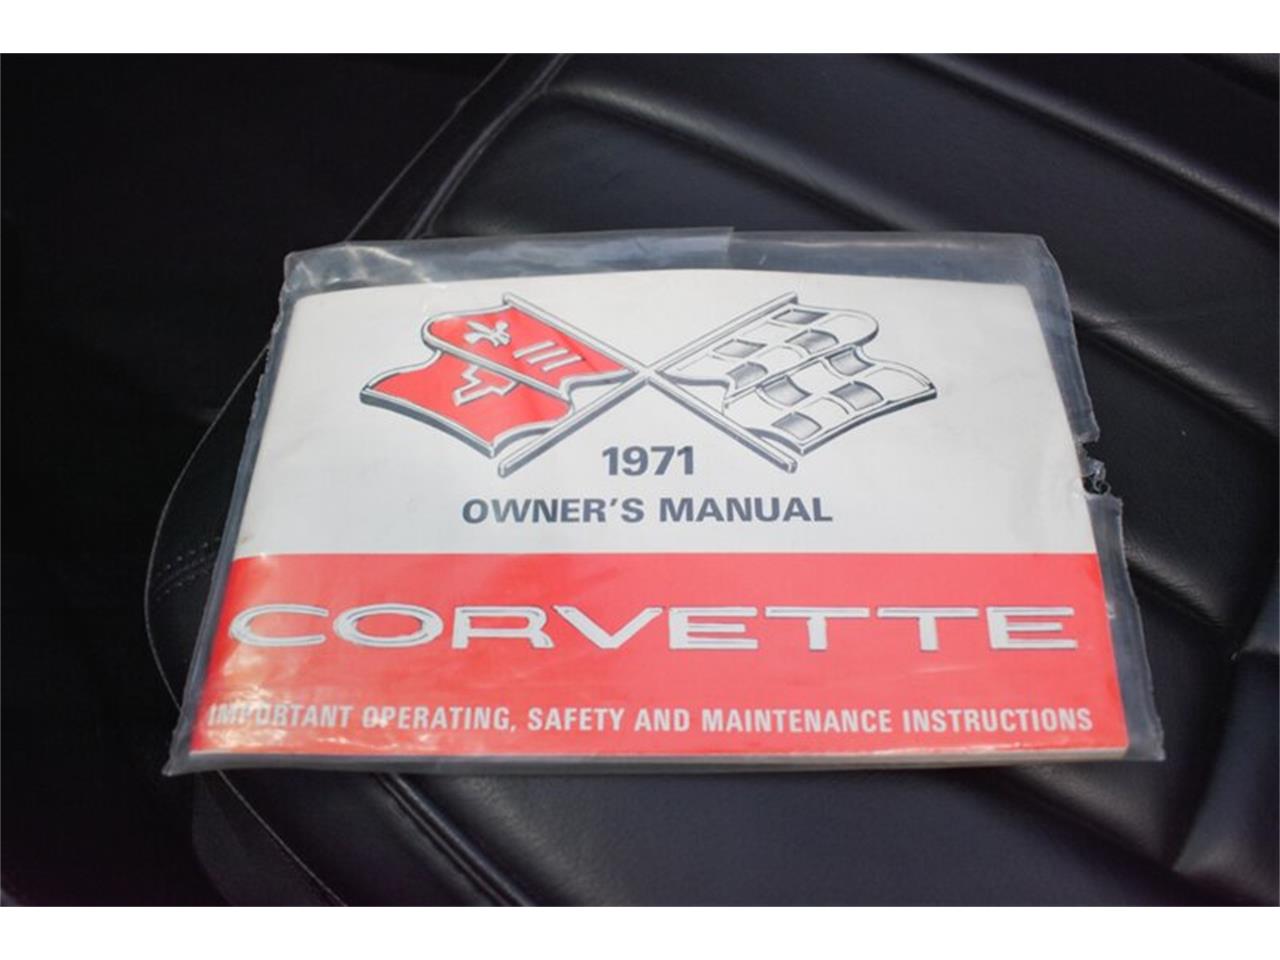 1971
OWNER'S MANUAL
CORVETTE
IMPORTANT OPERATING, SAFETY AND MAINTENANCE INSTRUCTIONS